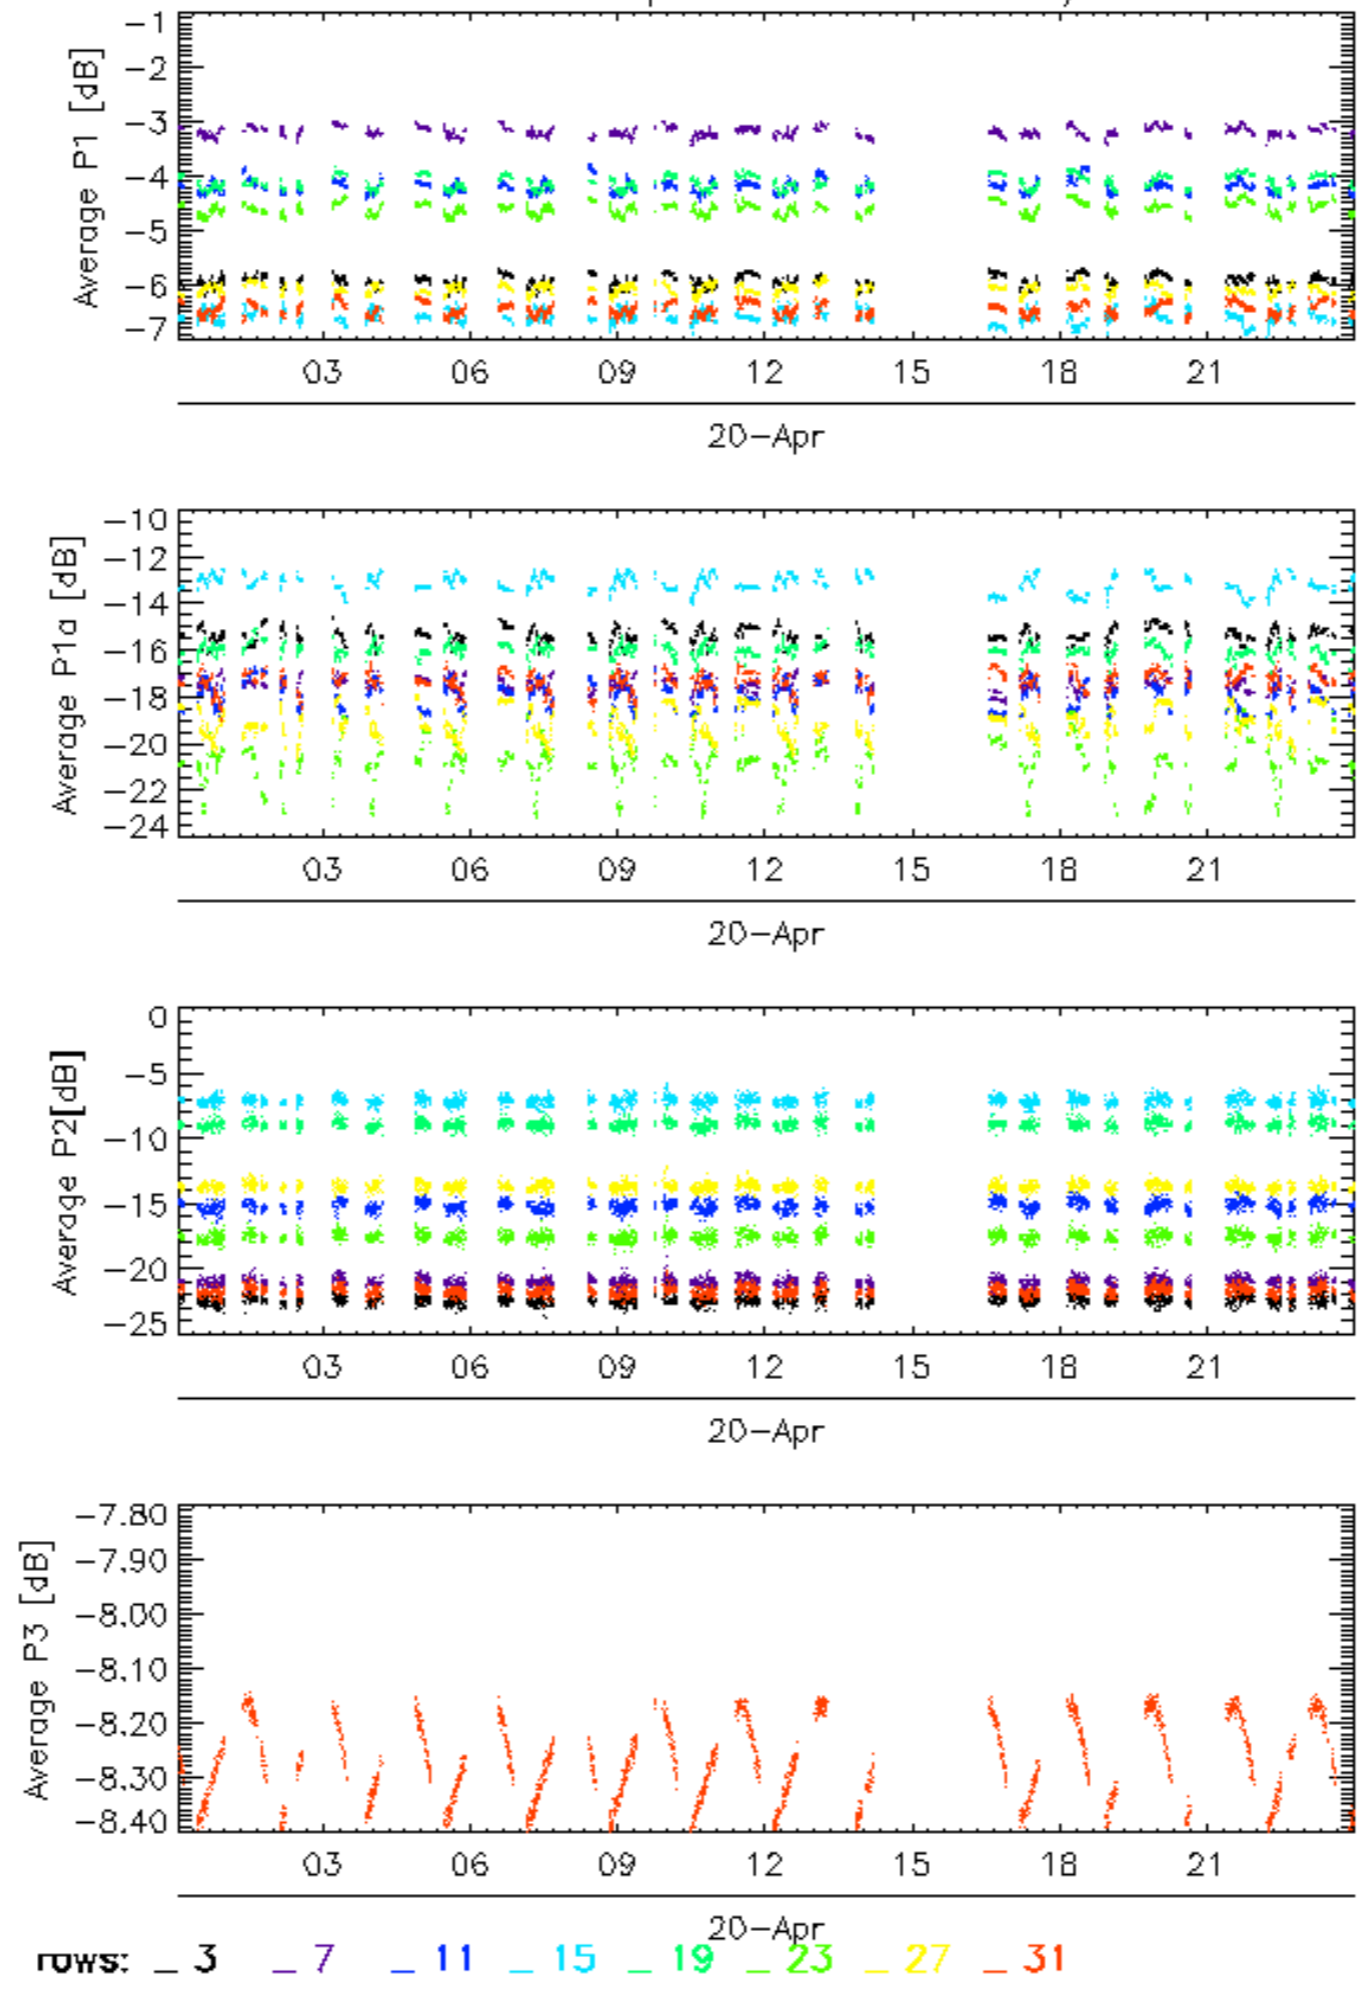 Average P1 [dB]
-1
-2
-3
-4
-5
-6
-7
03 06 09 12 15 18 21
20-Apr
Average P1a [dB]
-10
-12
-14
-16
-18
-20
-22
-24
03 06 09 12 15 18 21
20-Apr
Average P2[dB]
0
-5
-10
-15
-20
-25
03 06 09 12 15 18 21
20-Apr
Average P3 [dB]
-7.80
-7.90
-8.00
-8.10
-8.20
-8.30
-8.40
03 06 09 12 15 18 21
20-Apr
rows: _ 3 _ 7 _ 11 _ 15 _ 19 _ 23 _ 27 _ 31